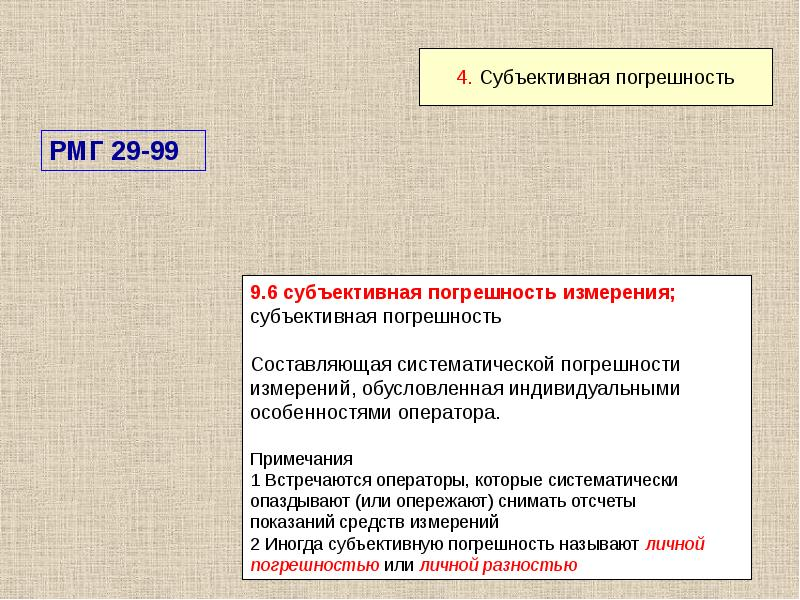 4. Субъективная погрешность
РМГ 29-99
9.6 субъективная погрешность измерения;
субъективная погрешность
Составляющая систематической погрешности
измерений, обусловленная индивидуальными
особенностями оператора.
Примечания
1 Встречаются операторы, которые систематически
опаздывают (или опережают) снимать отсчеты
показаний средств измерений
2 Иногда субъективную погрешность называют личной
погрешностью или личной разностью